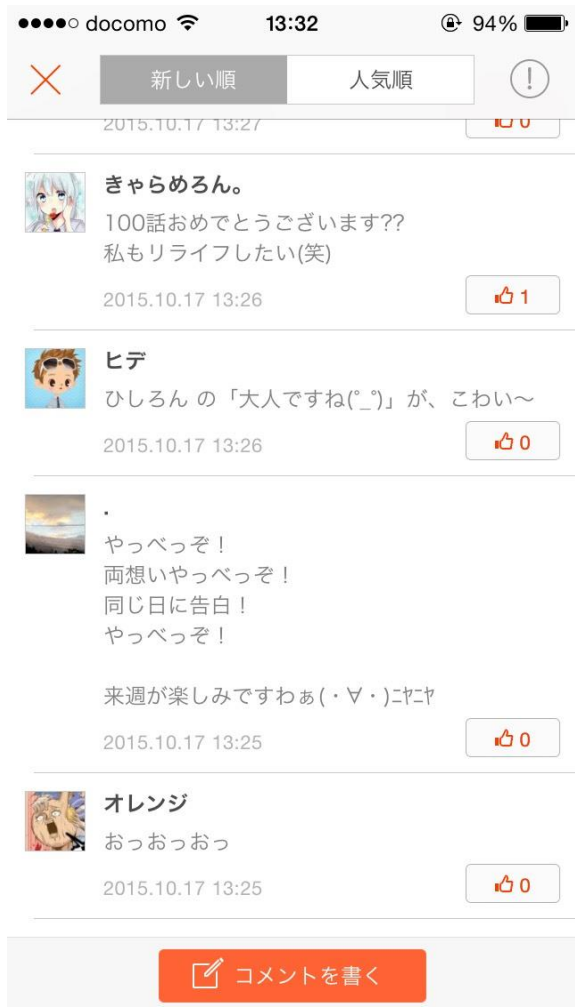 docomo 13:32 94%
新しい順 人気順
2015.10.17 13:27 0
きゃらめろん。
100話おめでとうございます??
私もリライフしたい(笑)
2015.10.17 13:26 1
ヒデ
ひしろん の「大人ですね(°_°)」が、こわい〜
2015.10.17 13:26 0
.
やっべっぞ！
両想いやっべっぞ！
同じ日に告白！
やっべっぞ！
来週が楽しみですわぁ(・∀・)ﾆﾔﾆﾔ
2015.10.17 13:25 0
オレンジ
おっおっおっ
2015.10.17 13:25 0
コメントを書く